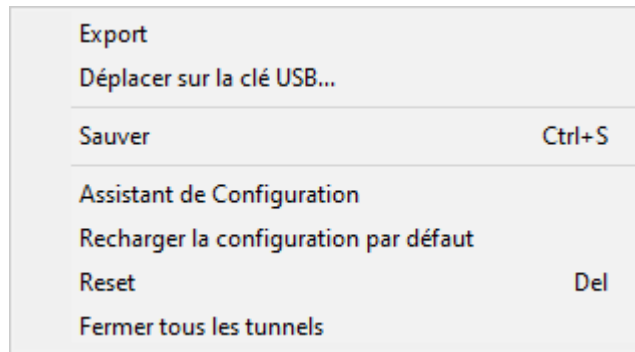 Export
Déplacer sur la clé USB...
Sauver Ctrl+S
Assistant de Configuration
Recharger la configuration par défaut
Reset Del
Fermer tous les tunnels